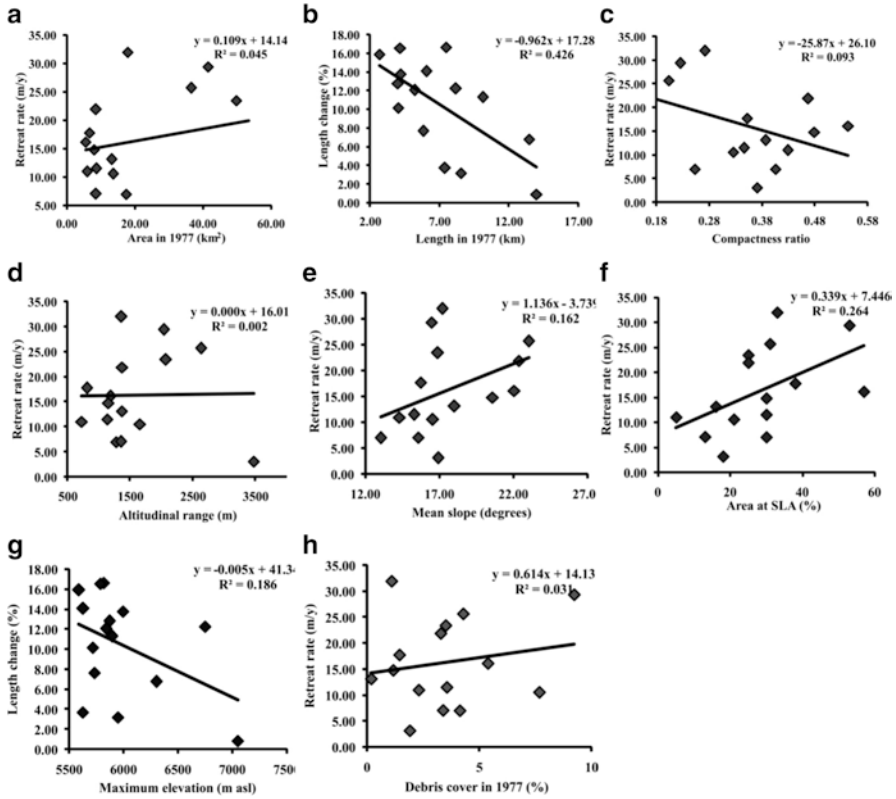 a
y = 0.109x + 14.14
R² = 0.045
Retreat rate (m/y)
35.00
30.00
25.00
20.00
15.00
10.00
5.00
0.00 20.00 40.00 60.00
Area in 1977 (km²)
b
y = -0.962x + 17.28
R² = 0.426
Length change (%)
18.00
16.00
14.00
12.00
10.00
8.00
6.00
4.00
2.00
0.00
2.00 7.00 12.00 17.00
Length in 1977 (km)
c
y = -25.87x + 26.10
R² = 0.093
Retreat rate (m/y)
35.00
30.00
25.00
20.00
15.00
10.00
5.00
0.00
0.18 0.28 0.38 0.48 0.58
Compactness ratio
d
y = 0.000x + 16.01
R² = 0.002
Retreat rate (m/y)
35.00
30.00
25.00
20.00
15.00
10.00
5.00
0.00
500 1500 2500 3500
Altitudinal range (m)
e
y = 1.136x - 3.739
R² = 0.162
Retreat rate (m/y)
35.00
30.00
25.00
20.00
15.00
10.00
5.00
0.00
12.00 17.00 22.00 27.0
Mean slope (degrees)
f
y = 0.339x + 7.446
R² = 0.264
Retreat rate (m/y)
35.00
30.00
25.00
20.00
15.00
10.00
5.00
0.00
0 20 40 60
Area at SLA (%)
g
y = -0.005x + 41.34
R² = 0.186
Length change (%)
18.00
16.00
14.00
12.00
10.00
8.00
6.00
4.00
2.00
0.00
5500 6000 6500 7000 7500
Maximum elevation (m asl)
h
y = 0.614x + 14.13
R² = 0.031
Retreat rate (m/y)
35.00
30.00
25.00
20.00
15.00
10.00
5.00
0.00
0 5 10
Debris cover in 1977 (%)